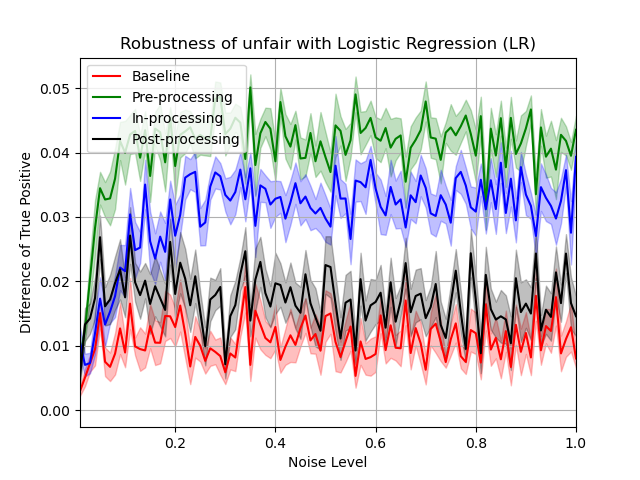 Robustness of unfair with Logistic Regression (LR)
Baseline
Pre-processing
In-processing
Post-processing
Difference of True Positive
0.05
0.04
0.03
0.02
0.01
0.00
0.2 0.4 0.6 0.8 1.0
Noise Level